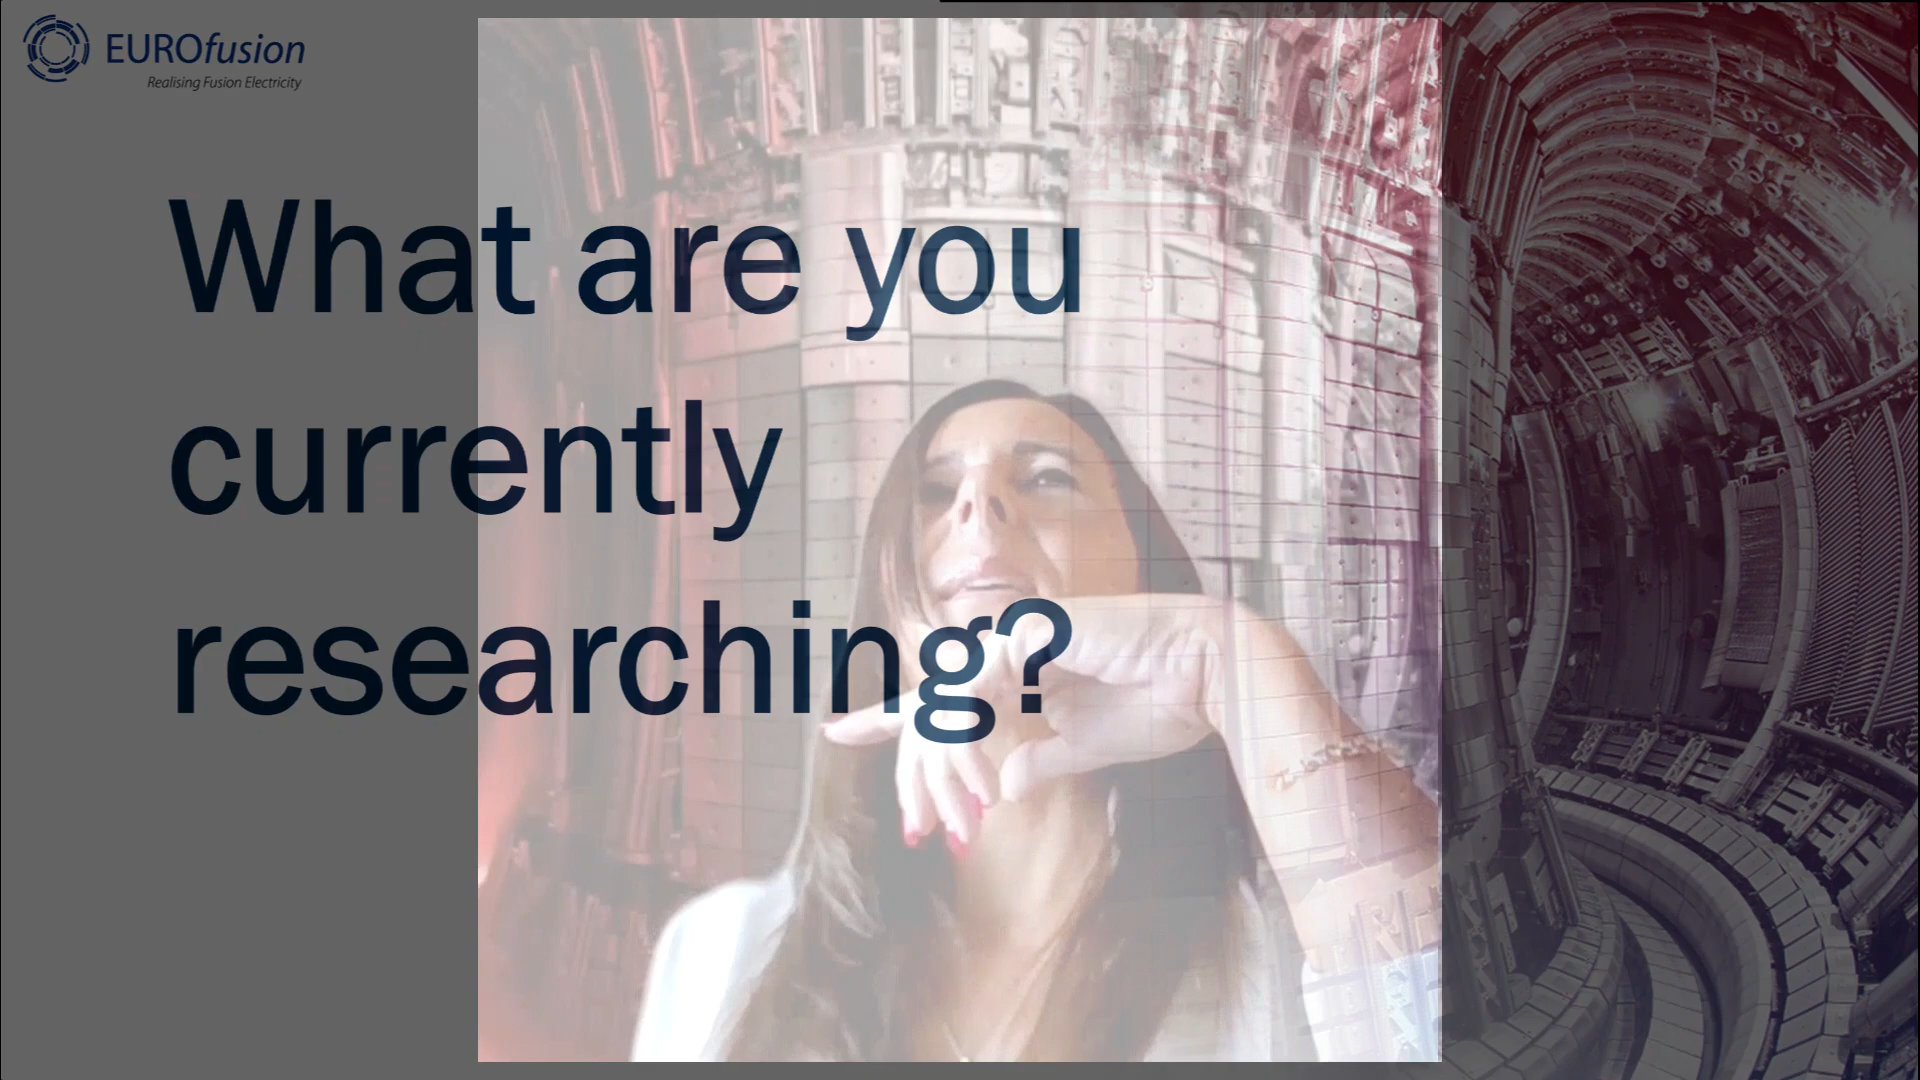 EUROfusion
Realising Fusion Electricity
What are you
currently
researching?